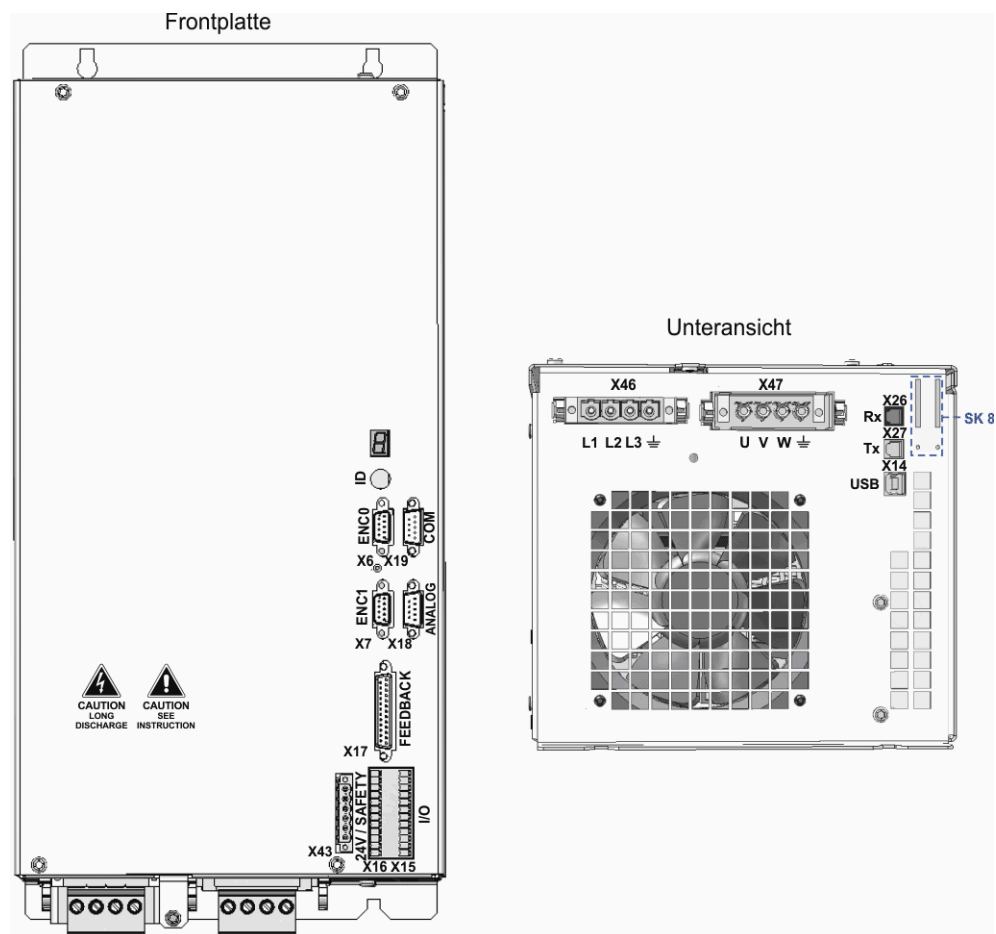 Frontplatte
ID
ENC0
COM
X6 X19
ENC1
ANALOG
X7 X18
CAUTION
LONG
DISCHARGE
CAUTION
SEE
INSTRUCTION
FEEDBACK
X17
24V / SAFETY
I/O
X43
X16 X15
Unteransicht
X46
X47
L1 L2 L3
U V W
X26
Rx
X27
Tx
X14
USB
SK 8